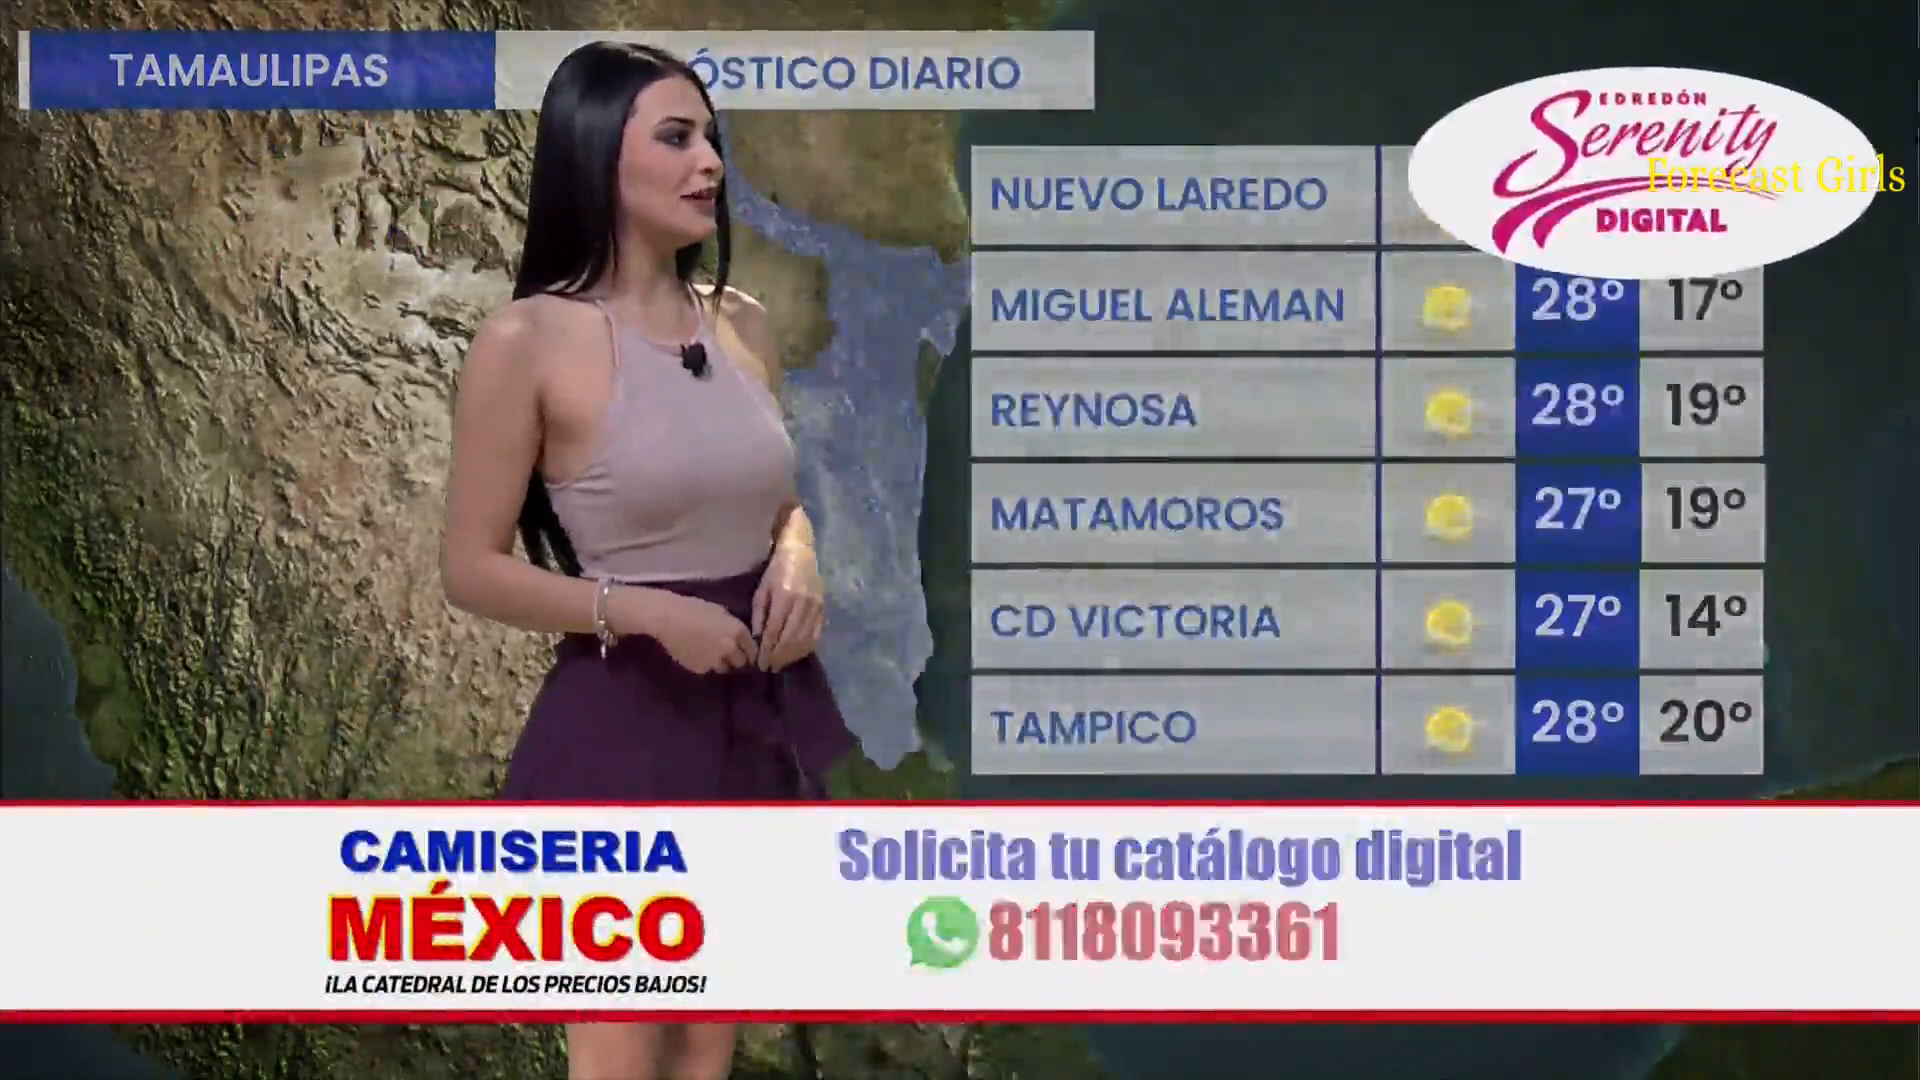 TAMAULIPAS
ÓSTICO DIARIO
EDREDÓN
Serenity
Forecast Girls
DIGITAL
NUEVO LAREDO
MIGUEL ALEMAN 28° 17°
REYNOSA 28° 19°
MATAMOROS 27° 19°
CD VICTORIA 27° 14°
TAMPICO 28° 20°
CAMISERIA
MÉXICO
¡LA CATEDRAL DE LOS PRECIOS BAJOS!
Solicita tu catálogo digital
8118093361